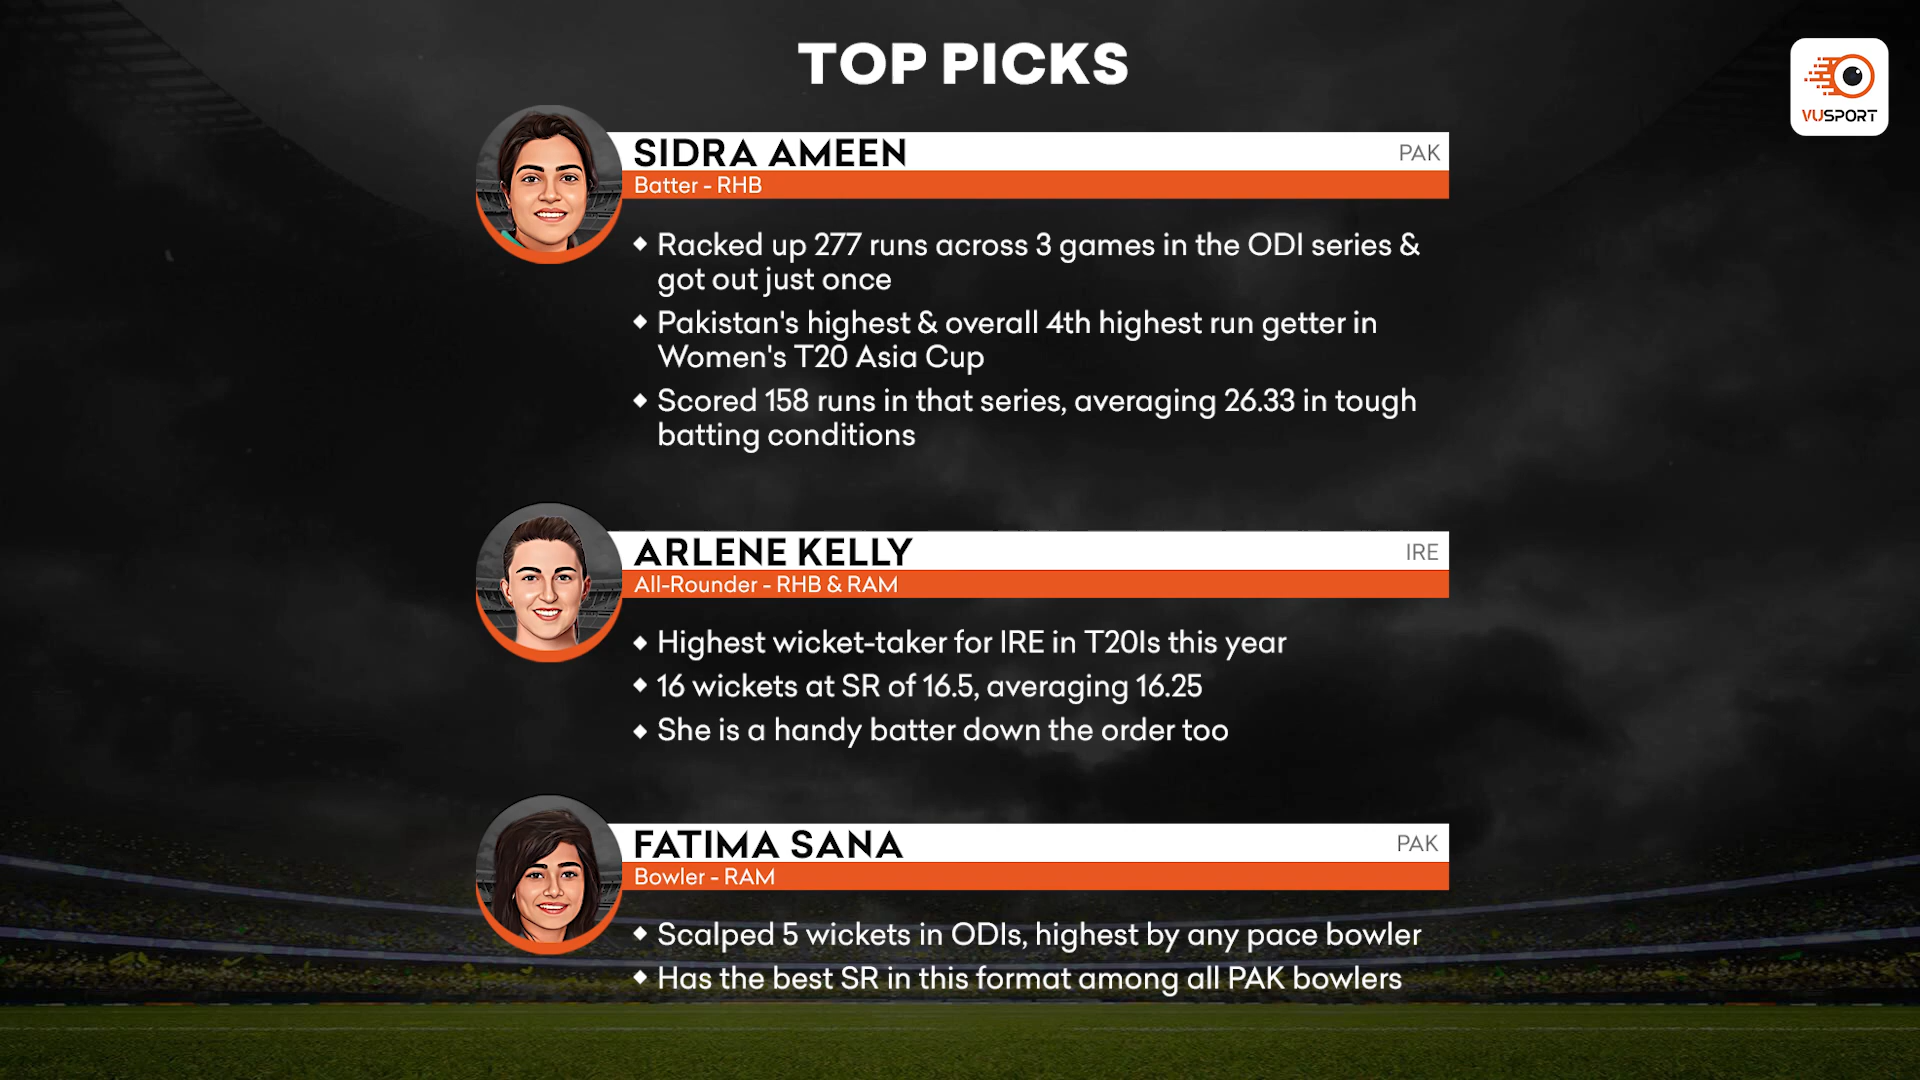 TOP PICKS
VUSPORT
SIDRA AMEEN
PAK
Batter - RHB
◆ Racked up 277 runs across 3 games in the ODI series &
got out just once
◆ Pakistan's highest & overall 4th highest run getter in
Women's T20 Asia Cup
◆ Scored 158 runs in that series, averaging 26.33 in tough
batting conditions
ARLENE KELLY
IRE
All-Rounder - RHB & RAM
◆ Highest wicket-taker for IRE in T20Is this year
◆ 16 wickets at SR of 16.5, averaging 16.25
◆ She is a handy batter down the order too
FATIMA SANA
PAK
Bowler - RAM
◆ Scalped 5 wickets in ODIs, highest by any pace bowler
◆ Has the best SR in this format among all PAK bowlers